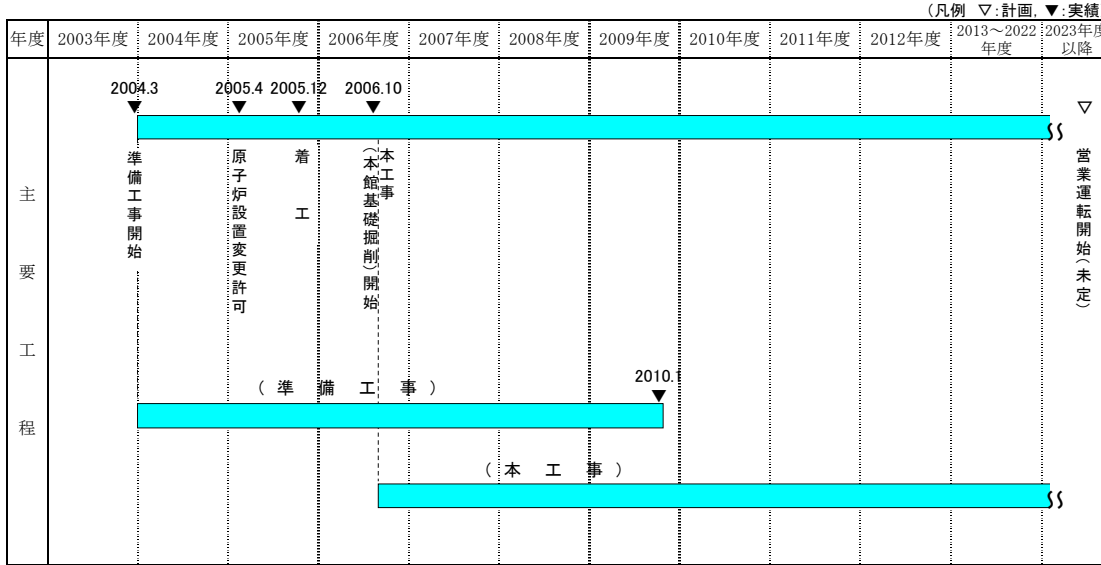 (凡例 ▽:計画, ▼:実績
年度 2003年度 2004年度 2005年度 2006年度 2007年度 2008年度 2009年度 2010年度 2011年度 2012年度 2013～2022年度 2023年度以降
主要工程
2004.3 2005.4 2005.12 2006.10
▼ ▼ ▼ ▼ ▽
準備工事開始
原子炉設置変更許可
着工
本工事
(本館基礎掘削)開始
営業運転開始(未定)
(準備工事)
2010.1
▼
(本工事)